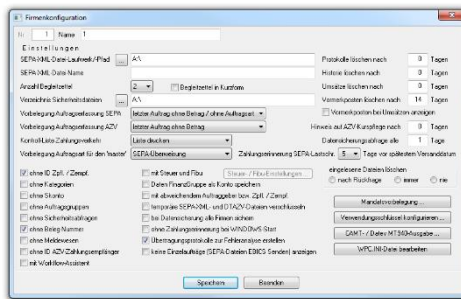 Firmenkonfiguration
Nr. 1 Name 1
Einstellungen
SEPA-XML-Datei-Laufwerk/-Pfad ... A:\ Protokolle löschen nach 0 Tagen
SEPA-XML-Datei-Name Historie löschen nach 0 Tagen
Anzahl Begleitzettel 2 Begleitzettel in Kurzform Umsätze löschen nach 0 Tagen
Verzeichnis Sicherheitsdateien ... A:\ Vormerkposten löschen nach 14 Tagen
Vorbelegung Auftragserfassung SEPA letzter Auftrag ohne Betrag / ohne Auftragsart Vormerkposten bei Umsätzen anzeigen
Vorbelegung Auftragserfassung AZV letzter Auftrag ohne Betrag Hinweis auf AZV Kurspflege nach 0 Tagen
Kontroll-Liste Zahlungsverkehr Liste drucken Datensicherungsabfrage alle 1 Tage
Vorbelegung Auftragsart für den 'master' SEPA-Überweisung Zahlungserinnerung SEPA-Lastschr. 5 Tage vor spätestem Versanddatum
ohne ID Zpfl. / Zempf. mit Steuer und Fibu Steuer- / FibuEinstellungen... eingelesene Dateien löschen
ohne Kategorien Daten FinanzGruppe als Konto speichern nach Rückfrage immer nie
ohne Skonto mit abweichendem Auftraggeber bzw. Zpfl. / Zempf.
ohne Auftragsgruppen temporäre SEPA-XML- und DTAZV-Dateien verschlüsseln Mandatsvorbelegung ...
ohne Sicherheitsabfragen bei Datensicherung alle Firmen sichern
ohne Beleg Nummer ohne Zahlungserinnerung bei WINDOWS-Start Verwendungsschlüssel konfigurieren ...
ohne Meldewesen Übertragungsprotokolle zur Fehleranalyse erstellen CAMT- / Datev MT940-Ausgabe ...
ohne ID AZV Zahlungsempfänger keine Einzelaufträge (SEPA-Dateien EBICS Senden) anzeigen
mit Workflow-Assistent WPC.INI-Datei bearbeiten
Speichern Beenden